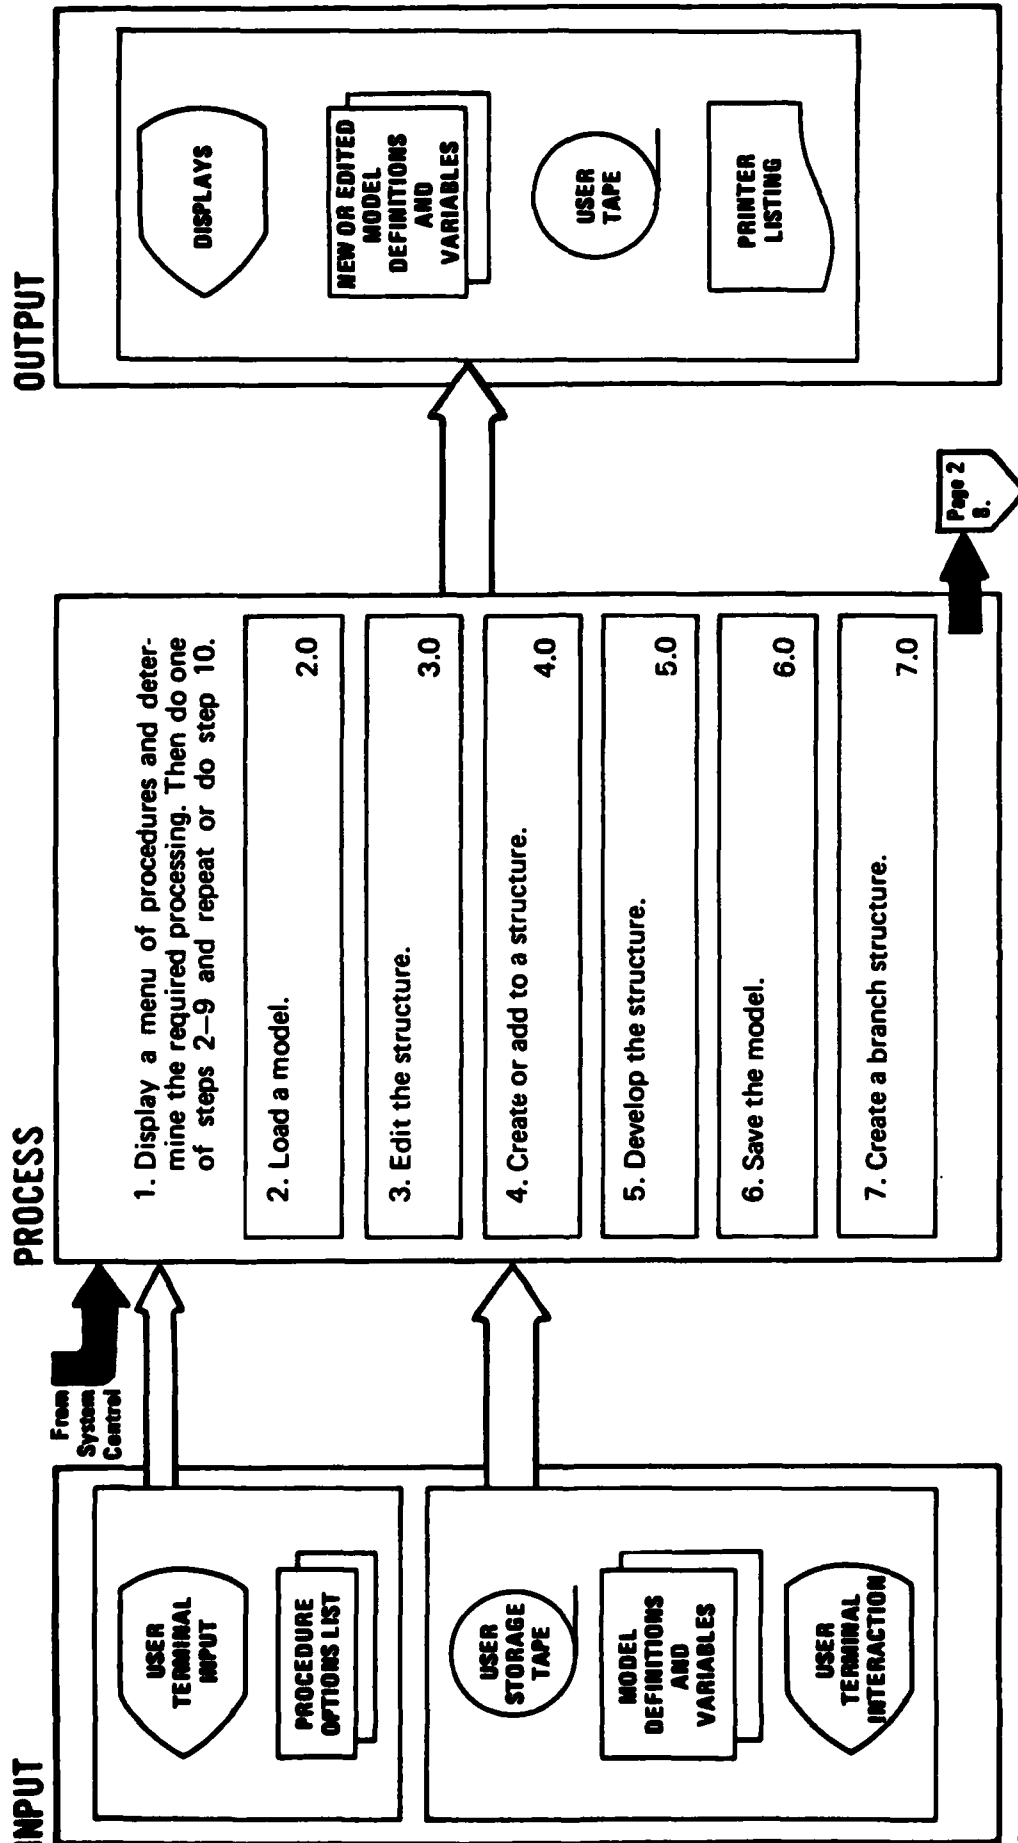 INPUT
USER
TERMINAL
INPUT
PROCEDURE
OPTIONS LIST
USER
STORAGE
TAPE
MODEL
DEFINITIONS
AND
VARIABLES
USER
TERMINAL
INTERACTION
From
System
Control
PROCESS
1. Display a menu of procedures and deter-
mine the required processing. Then do one
of steps 2–9 and repeat or do step 10.
2. Load a model. 2.0
3. Edit the structure. 3.0
4. Create or add to a structure. 4.0
5. Develop the structure. 5.0
6. Save the model. 6.0
7. Create a branch structure. 7.0
Page 2
8.
OUTPUT
DISPLAYS
NEW OR EDITED
MODEL
DEFINITIONS
AND
VARIABLES
USER
TAPE
PRINTER
LISTING